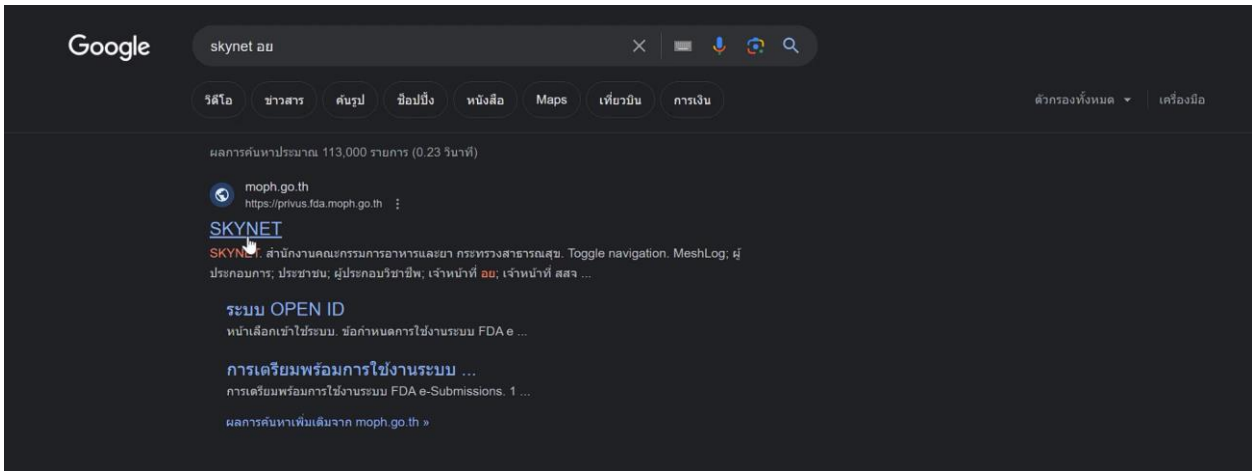 Google
skynet อย
วิดีโอ ข่าวสาร ค้นรูป ช็อปปิ้ง หนังสือ Maps เที่ยวบิน การเงิน ตัวกรองทั้งหมด เครื่องมือ
ผลการค้นหาประมาณ 113,000 รายการ (0.23 วินาที)
moph.go.th
https://privus.fda.moph.go.th
SKYNET
SKYNET. สำนักงานคณะกรรมการอาหารและยา กระทรวงสาธารณสุข. Toggle navigation. MeshLog; ผู้
ประกอบการ; ประชาชน; ผู้ประกอบวิชาชีพ; เจ้าหน้าที่ อย; เจ้าหน้าที่ สสจ ...
ระบบ OPEN ID
หน้าเลือกเข้าใช้ระบบ. ข้อกำหนดการใช้งานระบบ FDA e ...
การเตรียมพร้อมการใช้งานระบบ ...
การเตรียมพร้อมการใช้งานระบบ FDA e-Submissions. 1 ...
ผลการค้นหาเพิ่มเติมจาก moph.go.th »